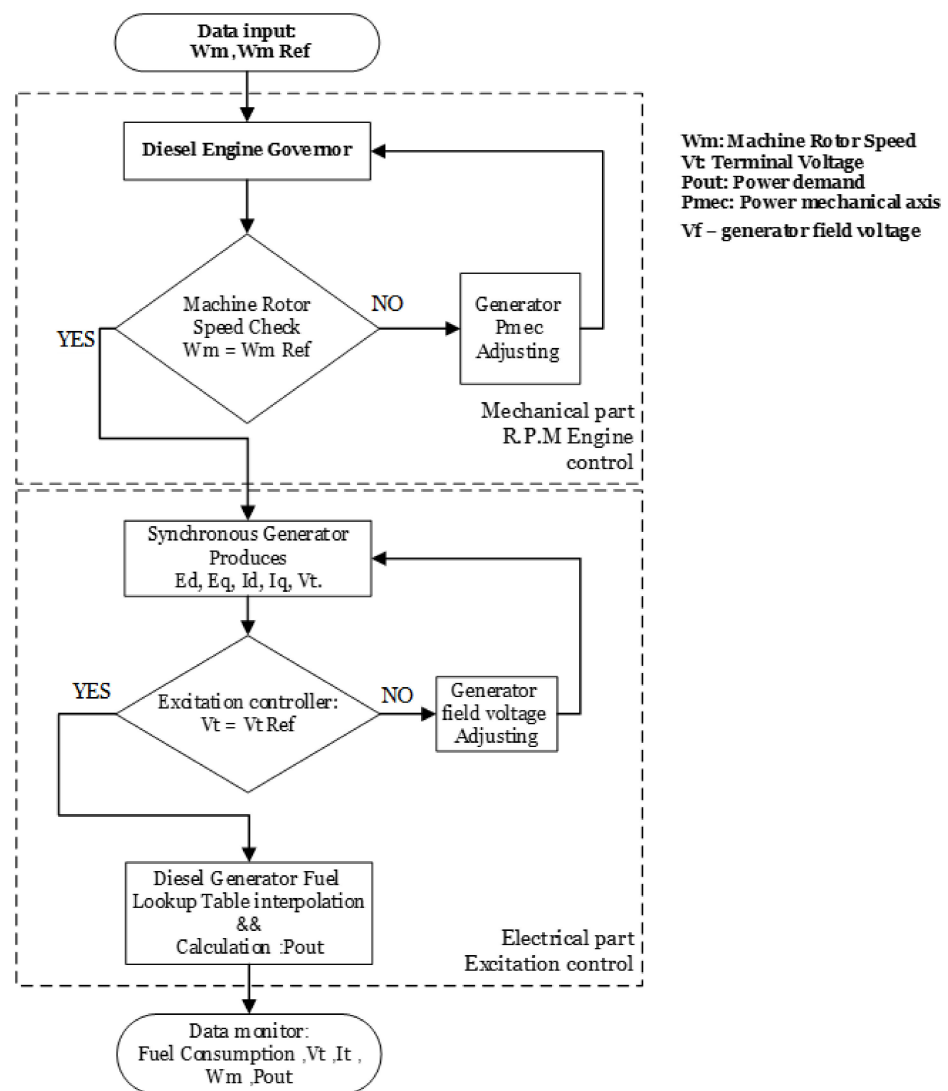 Data input:
Wm ,Wm Ref
Diesel Engine Governor
Wm: Machine Rotor Speed
Vt: Terminal Voltage
Pout: Power demand
Pmec: Power mechanical axis
Vf – generator field voltage
Machine Rotor
Speed Check
Wm = Wm Ref
YES
NO
Generator
Pmec
Adjusting
Mechanical part
R.P.M Engine
control
Synchronous Generator
Produces
Ed, Eq, Id, Iq, Vt.
YES
Excitation controller:
Vt = Vt Ref
NO
Generator
field voltage
Adjusting
Diesel Generator Fuel
Lookup Table interpolation
&&
Calculation :Pout
Electrical part
Excitation control
Data monitor:
Fuel Consumption ,Vt ,It ,
Wm ,Pout